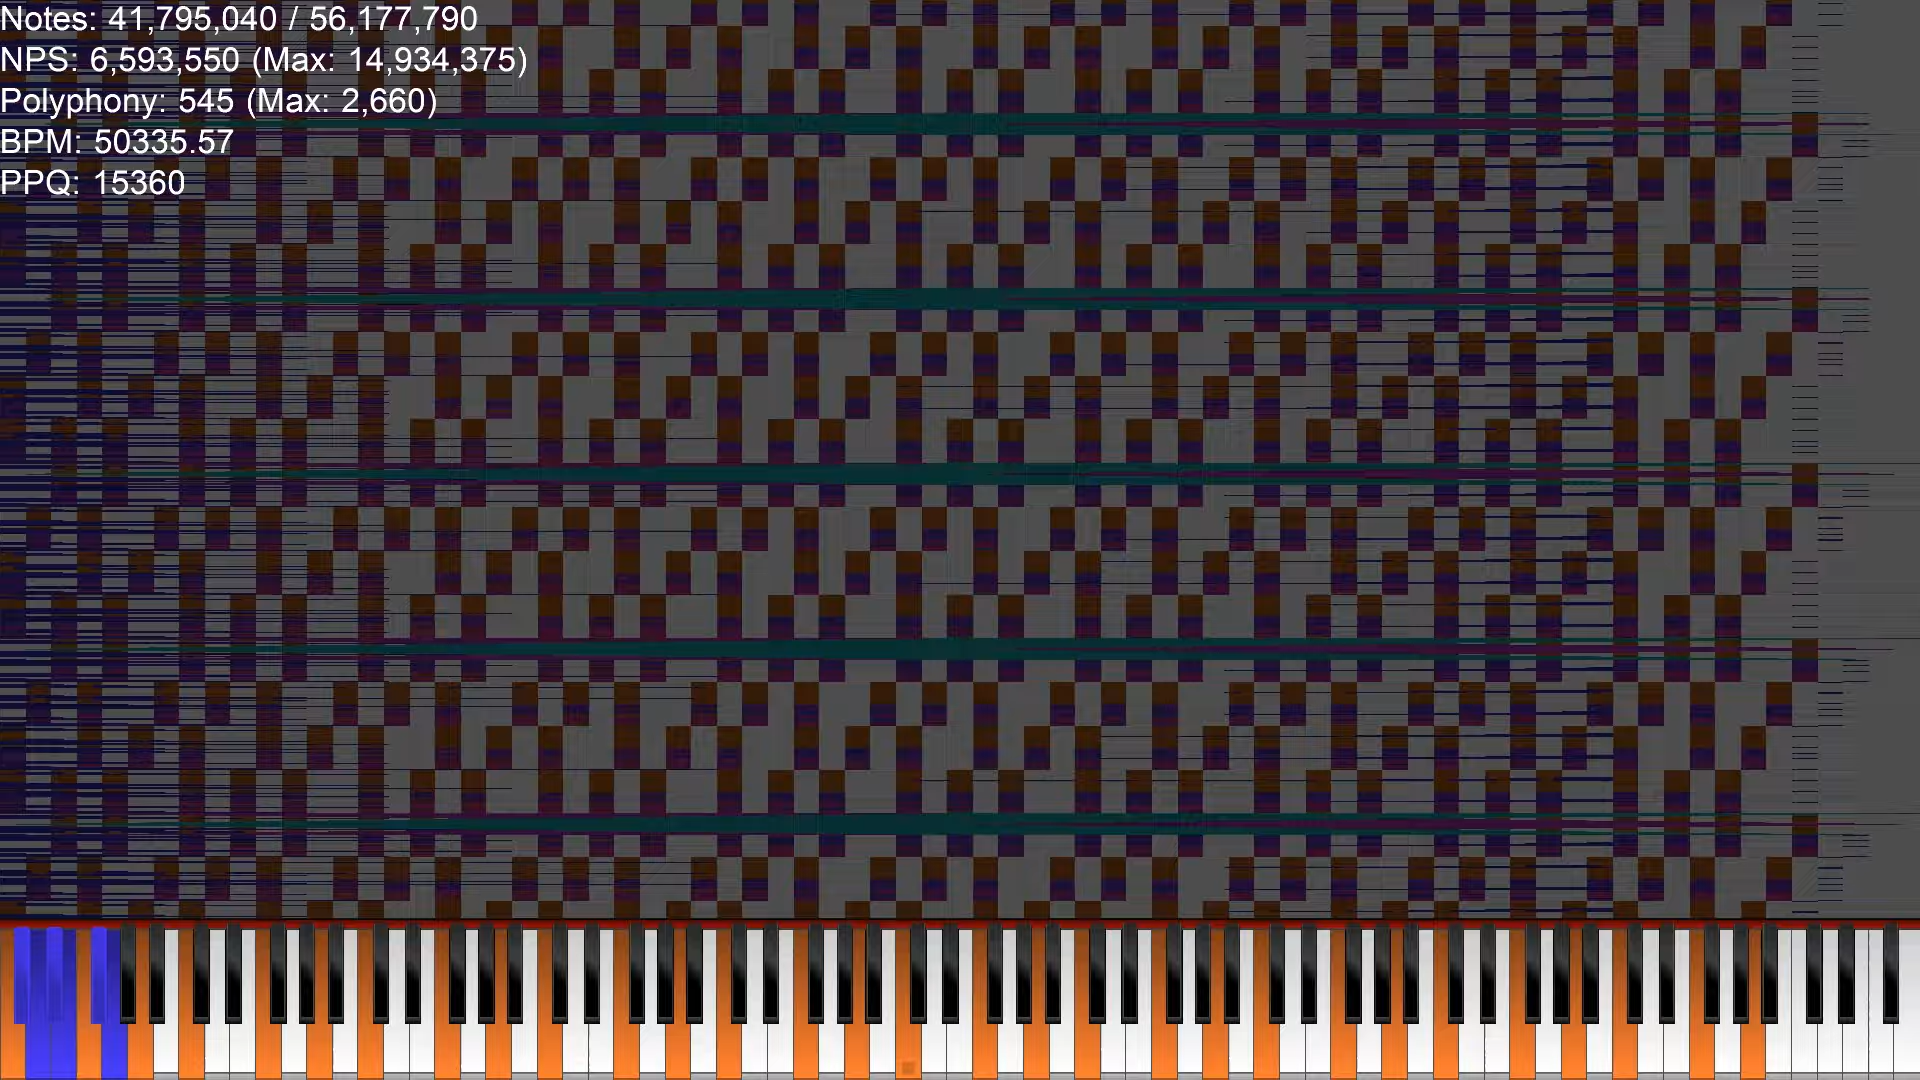 Notes: 41,795,040 / 56,177,790
NPS: 6,593,550 (Max: 14,934,375)
Polyphony: 545 (Max: 2,660)
BPM: 50335.57
PPQ: 15360